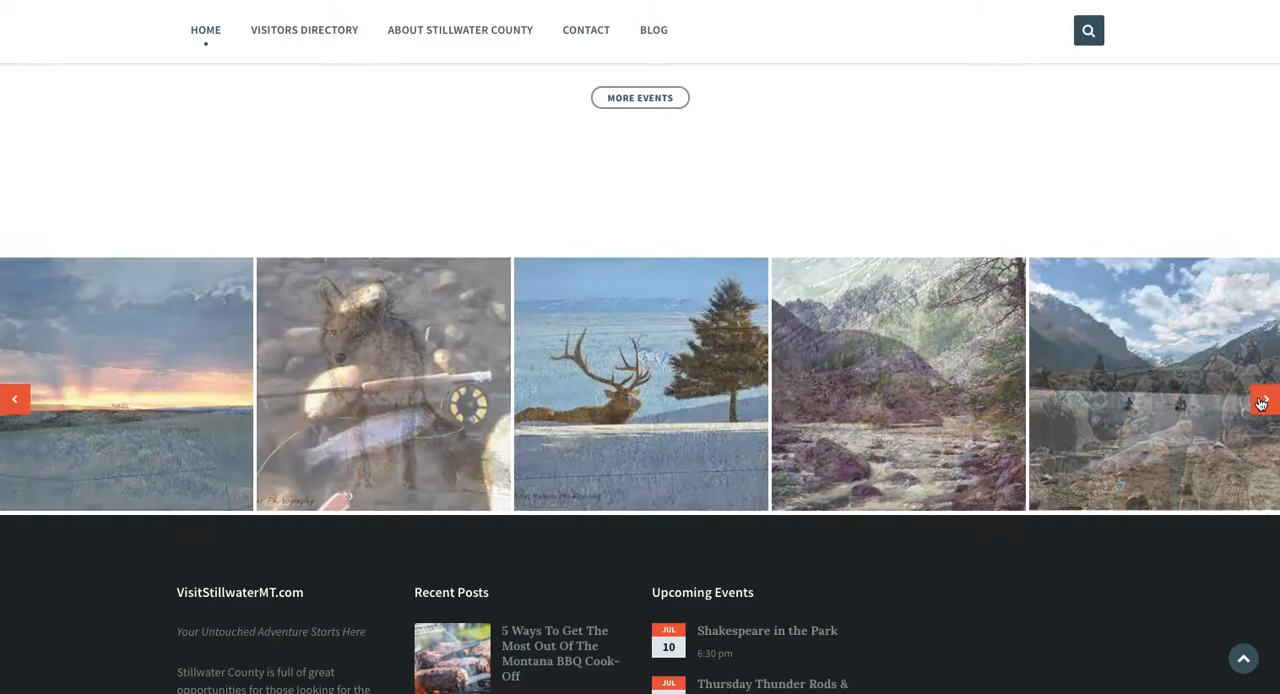 HOME
VISITORS DIRECTORY
ABOUT STILLWATER COUNTY
CONTACT
BLOG
MORE EVENTS
Photography
VisitStillwaterMT.com
Your Untouched Adventure Starts Here
Stillwater County is full of great
opportunities for those looking for the
Recent Posts
5 Ways To Get The
Most Out Of The
Montana BBQ Cook-
Off
Upcoming Events
JUL
10
Shakespeare in the Park
6:30 pm
JUL
Thursday Thunder Rods &